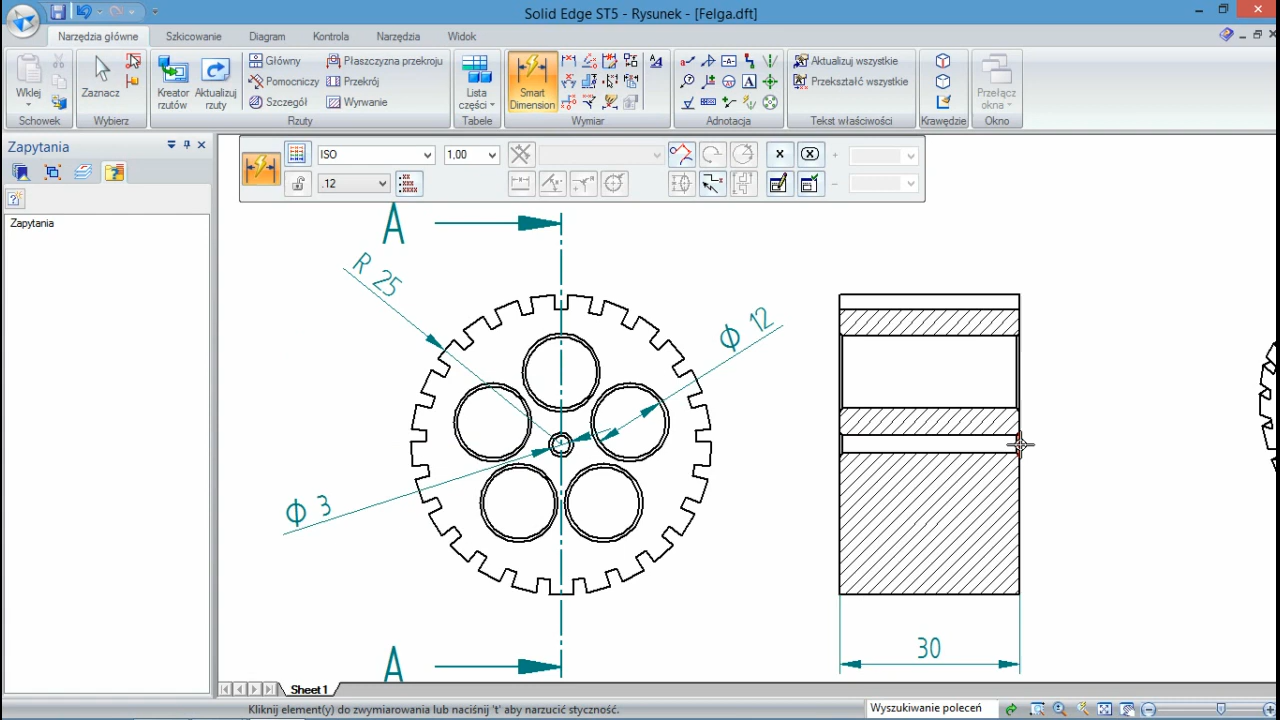 Solid Edge ST5 - Rysunek - [Felga.dft]
Narzędzia główne Szkicowanie Diagram Kontrola Narzędzia Widok
Wklej
Schowek
Zaznacz
Wybierz
Kreator rzutów
Aktualizuj rzuty
Główny
Pomocniczy
Szczegół
Płaszczyzna przekroju
Przekrój
Wyrwanie
Rzuty
Lista części
Tabele
Smart Dimension
Wymiar
Adnotacja
Aktualizuj wszystkie
Przekształć wszystkie
Tekst właściwości
Krawędzie
Przełącz okna
Okno
Zapytania
ISO
1,00
.12
x
x
+
-
Zapytania
A
R 25
Φ 12
Φ 3
A
30
Sheet1
Kliknij element(y) do zwymiarowania lub naciśnij 't' aby narzucić styczność.
Wyszukiwanie poleceń